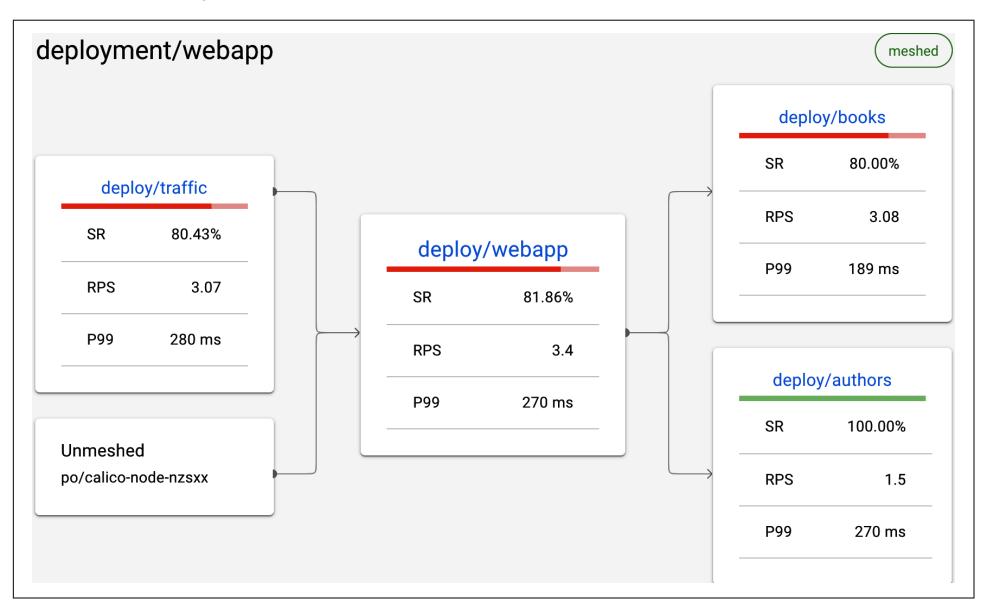 deployment/webapp
meshed
deploy/traffic
SR 80.43%
RPS 3.07
P99 280 ms
Unmeshed
po/calico-node-nzsxx
deploy/webapp
SR 81.86%
RPS 3.4
P99 270 ms
deploy/books
SR 80.00%
RPS 3.08
P99 189 ms
deploy/authors
SR 100.00%
RPS 1.5
P99 270 ms